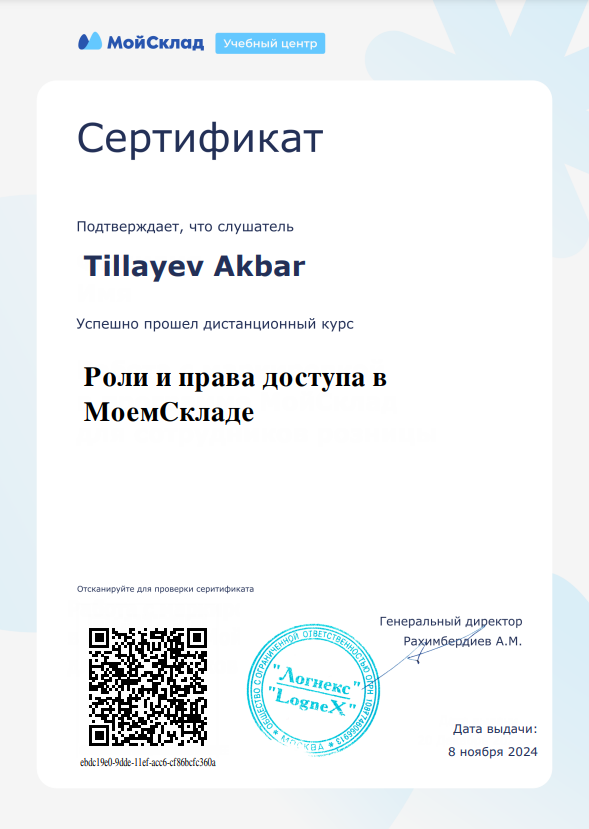 МойСклад Учебный центр
Сертификат
Подтверждает, что слушатель
Tillayev Akbar
Успешно прошел дистанционный курс
Роли и права доступа в
МоемСкладе
Отсканируйте для проверки серитификата
Генеральный директор
Рахимбердиев А.М.
ОБЩЕСТВО С ОГРАНИЧЕННОЙ ОТВЕТСТВЕННОСТЬЮ ОГРН
"Логнекс"
"LogneX"
МОСКВА
Дата выдачи:
8 ноября 2024
ebdc19e0-9dde-11ef-acc6-cf86bcfc360a